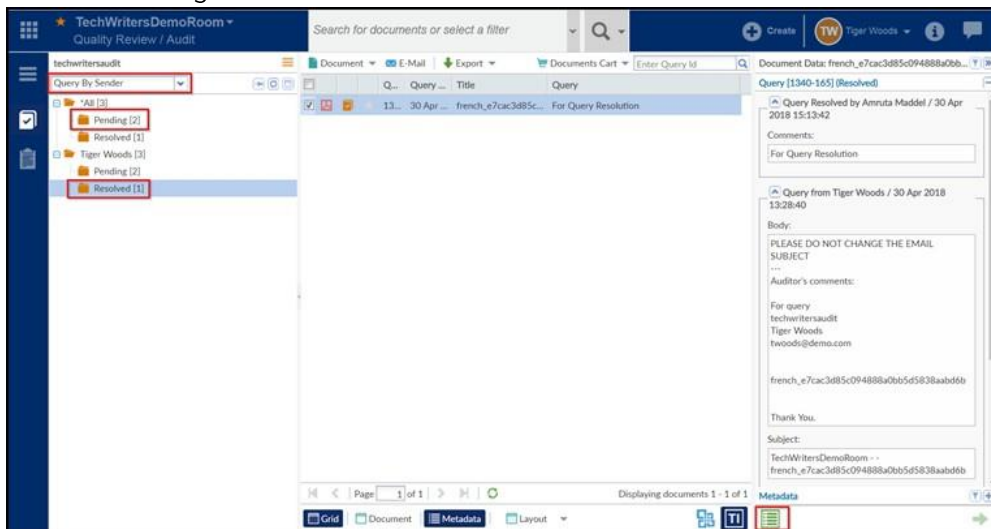 TechWritersDemoRoom
Quality Review / Audit
Search for documents or select a filter
Create
TW
Tiger Woods
techwritersaudit
Query By Sender
*All [3]
Pending [2]
Resolved [1]
Tiger Woods [3]
Pending [2]
Resolved [1]
Document
E-Mail
Export
Documents Cart
Enter Query Id
Q... Query ... Title Query
13... 30 Apr ... french_e7cac3d85c... For Query Resolution
Page 1 of 1
Displaying documents 1 - 1 of 1
Grid
Document
Metadata
Layout
TI
Document Data: french_e7cac3d85c094888a0bb...
Query [1340-165] (Resolved)
Query Resolved by Amruta Maddel / 30 Apr
2018 15:13:42
Comments:
For Query Resolution
Query from Tiger Woods / 30 Apr 2018
13:28:40
Body:
PLEASE DO NOT CHANGE THE EMAIL
SUBJECT
---
Auditor's comments:
For query
techwritersaudit
Tiger Woods
twoods@demo.com
french_e7cac3d85c094888a0bb5d5838aabd6b
Thank You.
Subject:
TechWritersDemoRoom - -
french_e7cac3d85c094888a0bb5d5838aabd6b
Metadata